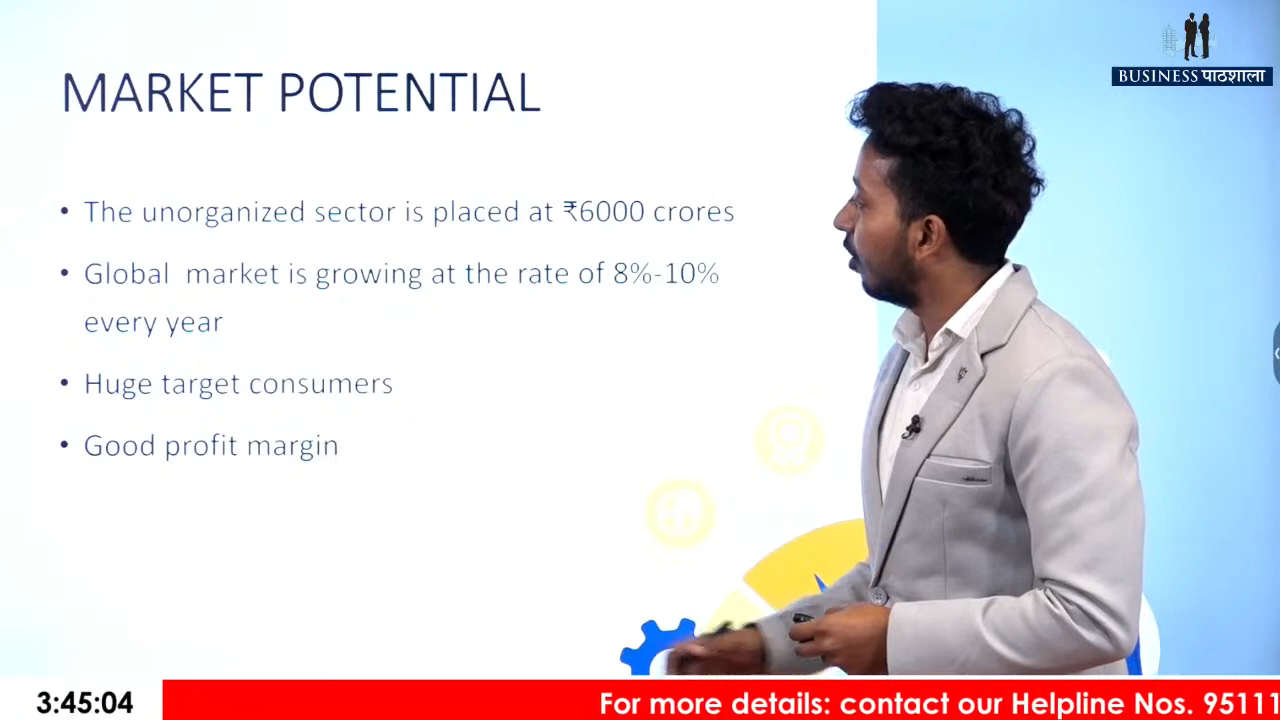 BUSINESS पाठशाला
MARKET POTENTIAL
• The unorganized sector is placed at ₹6000 crores
• Global market is growing at the rate of 8%-10%
every year
• Huge target consumers
• Good profit margin
3:45:04
For more details: contact our Helpline Nos. 95111